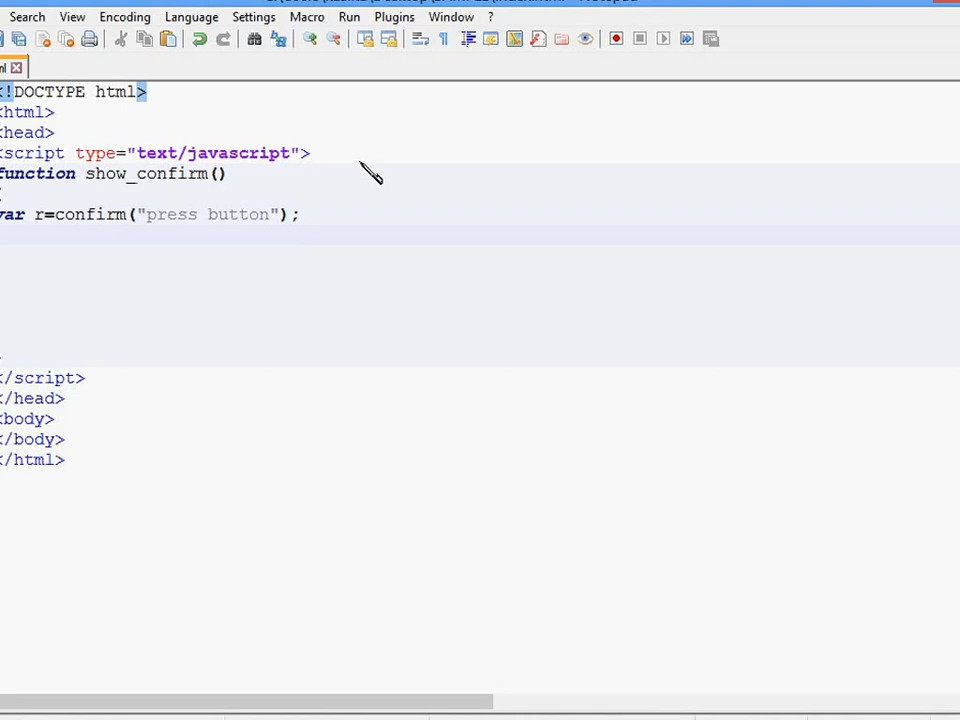 Search View Encoding Language Settings Macro Run Plugins Window ?
<!DOCTYPE html>
<html>
<head>
<script type="text/javascript">
function show_confirm()
var r=confirm("press button");
</script>
</head>
<body>
</body>
</html>